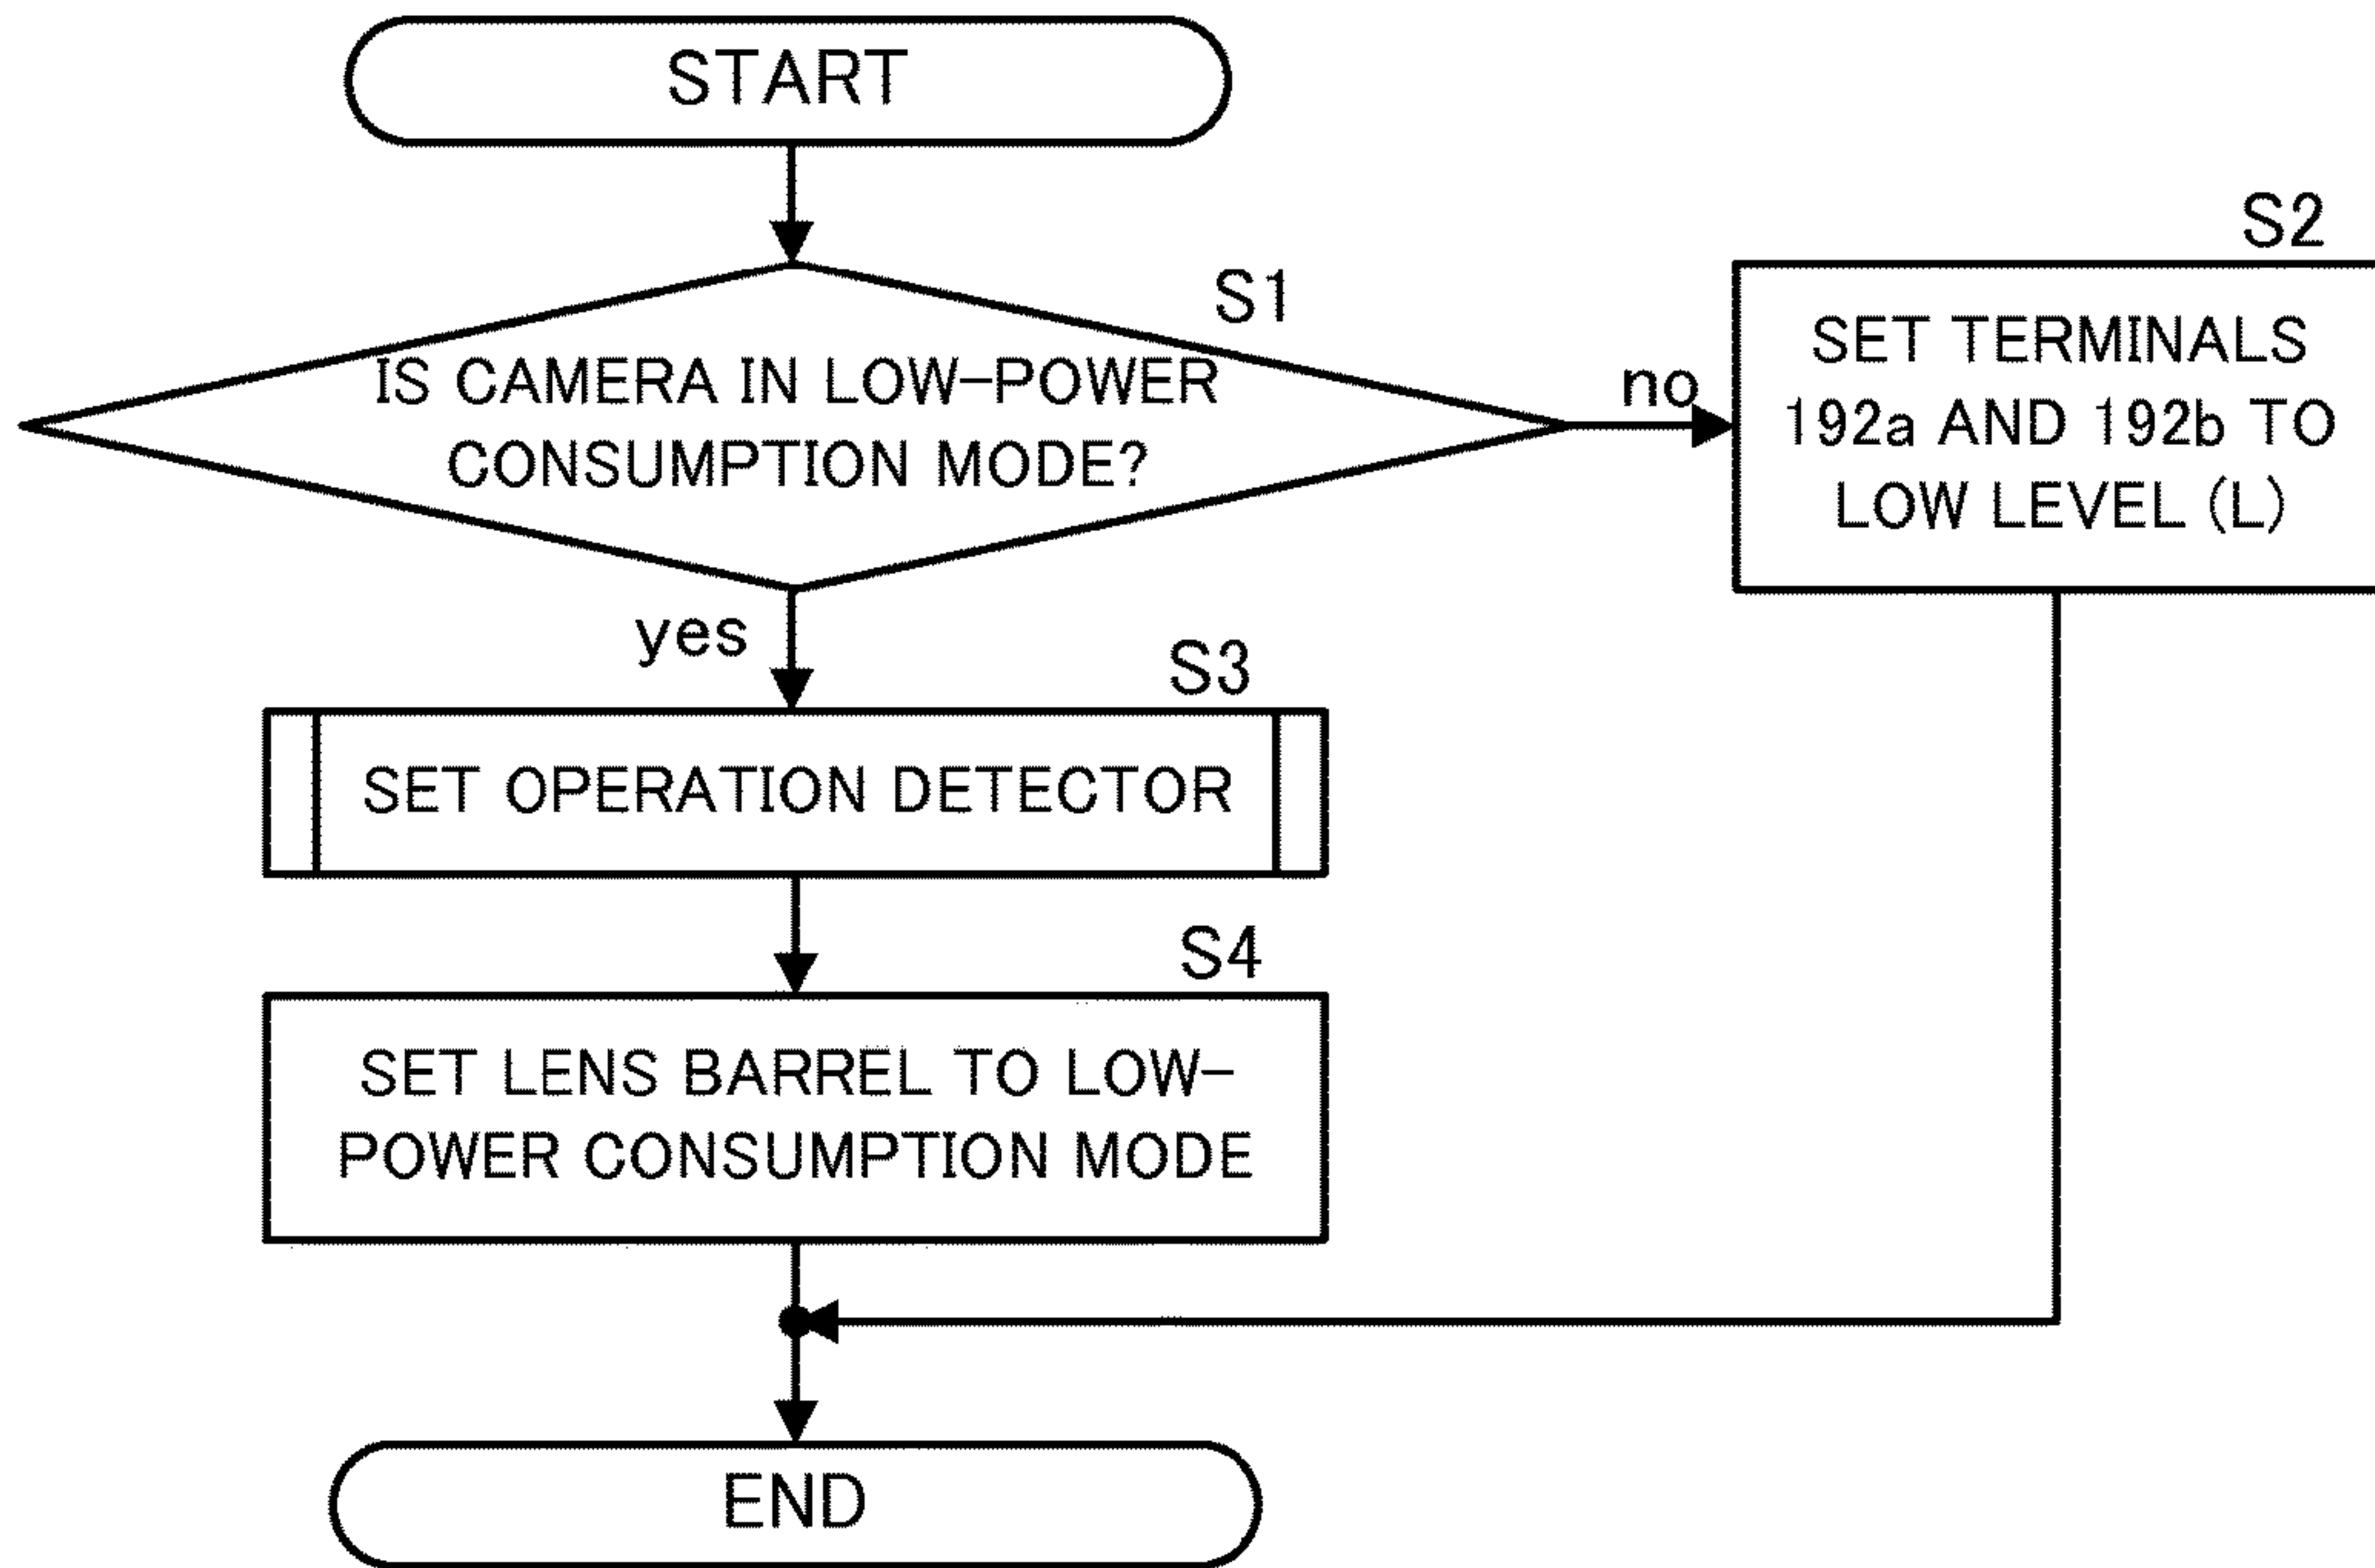 START
S1
IS CAMERA IN LOW-POWER
CONSUMPTION MODE?
no
S2
SET TERMINALS
192a AND 192b TO
LOW LEVEL (L)
yes
S3
SET OPERATION DETECTOR
S4
SET LENS BARREL TO LOW-
POWER CONSUMPTION MODE
END